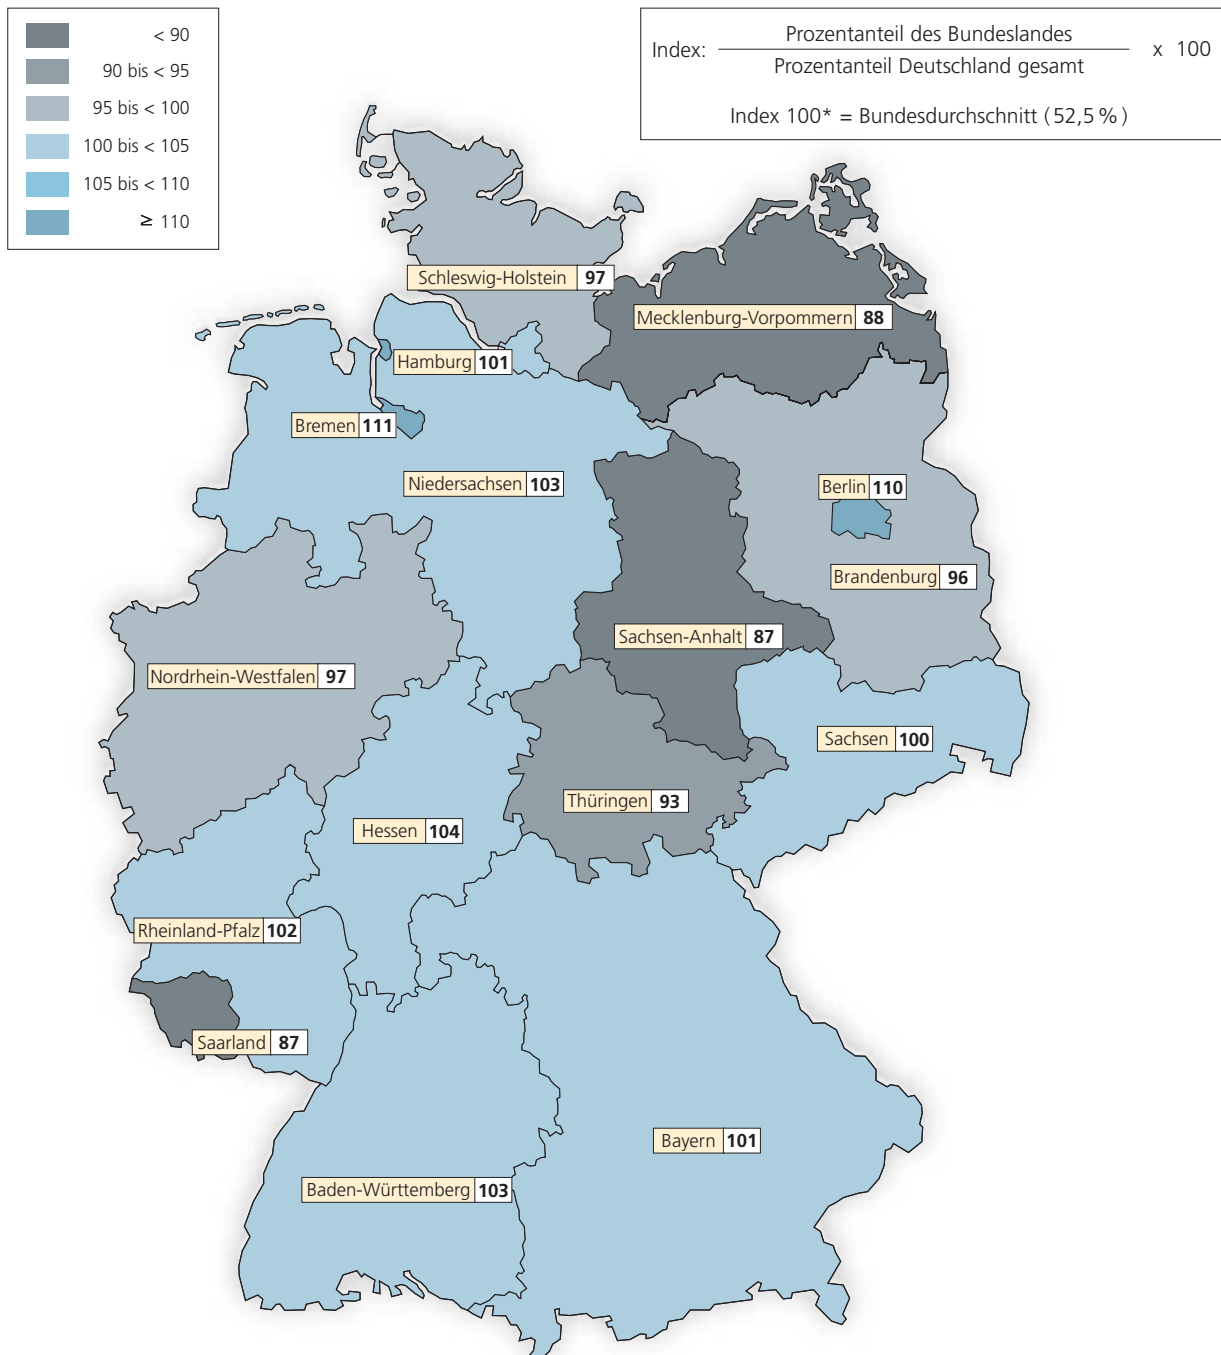 < 90
90 bis < 95
95 bis < 100
100 bis < 105
105 bis < 110
≥ 110
Prozentanteil des Bundeslandes
Index: x 100
Prozentanteil Deutschland gesamt
Index 100* = Bundesdurchschnitt (52,5 %)
Schleswig-Holstein 97
Mecklenburg-Vorpommern 88
Hamburg 101
Bremen 111
Niedersachsen 103
Berlin 110
Brandenburg 96
Sachsen-Anhalt 87
Nordrhein-Westfalen 97
Sachsen 100
Thüringen 93
Hessen 104
Rheinland-Pfalz 102
Saarland 87
Bayern 101
Baden-Württemberg 103